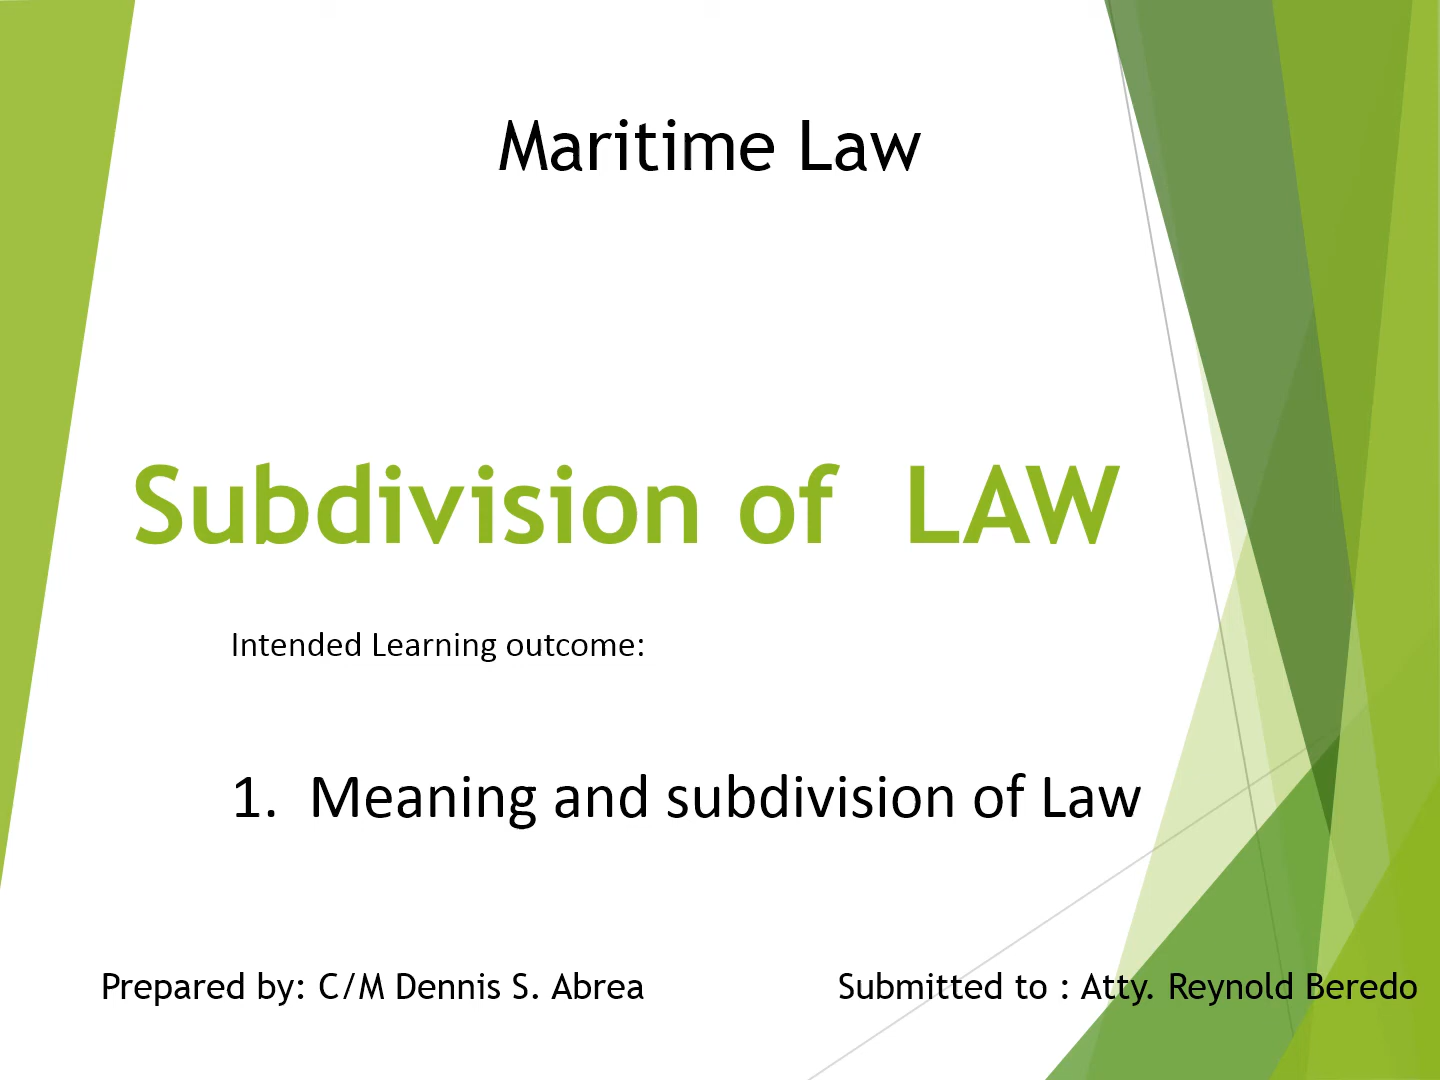 Maritime Law
Subdivision of  LAW
Intended Learning outcome:
1.  Meaning and subdivision of Law
Prepared by: C/M Dennis S. Abrea
Submitted to : Atty. Reynold Beredo